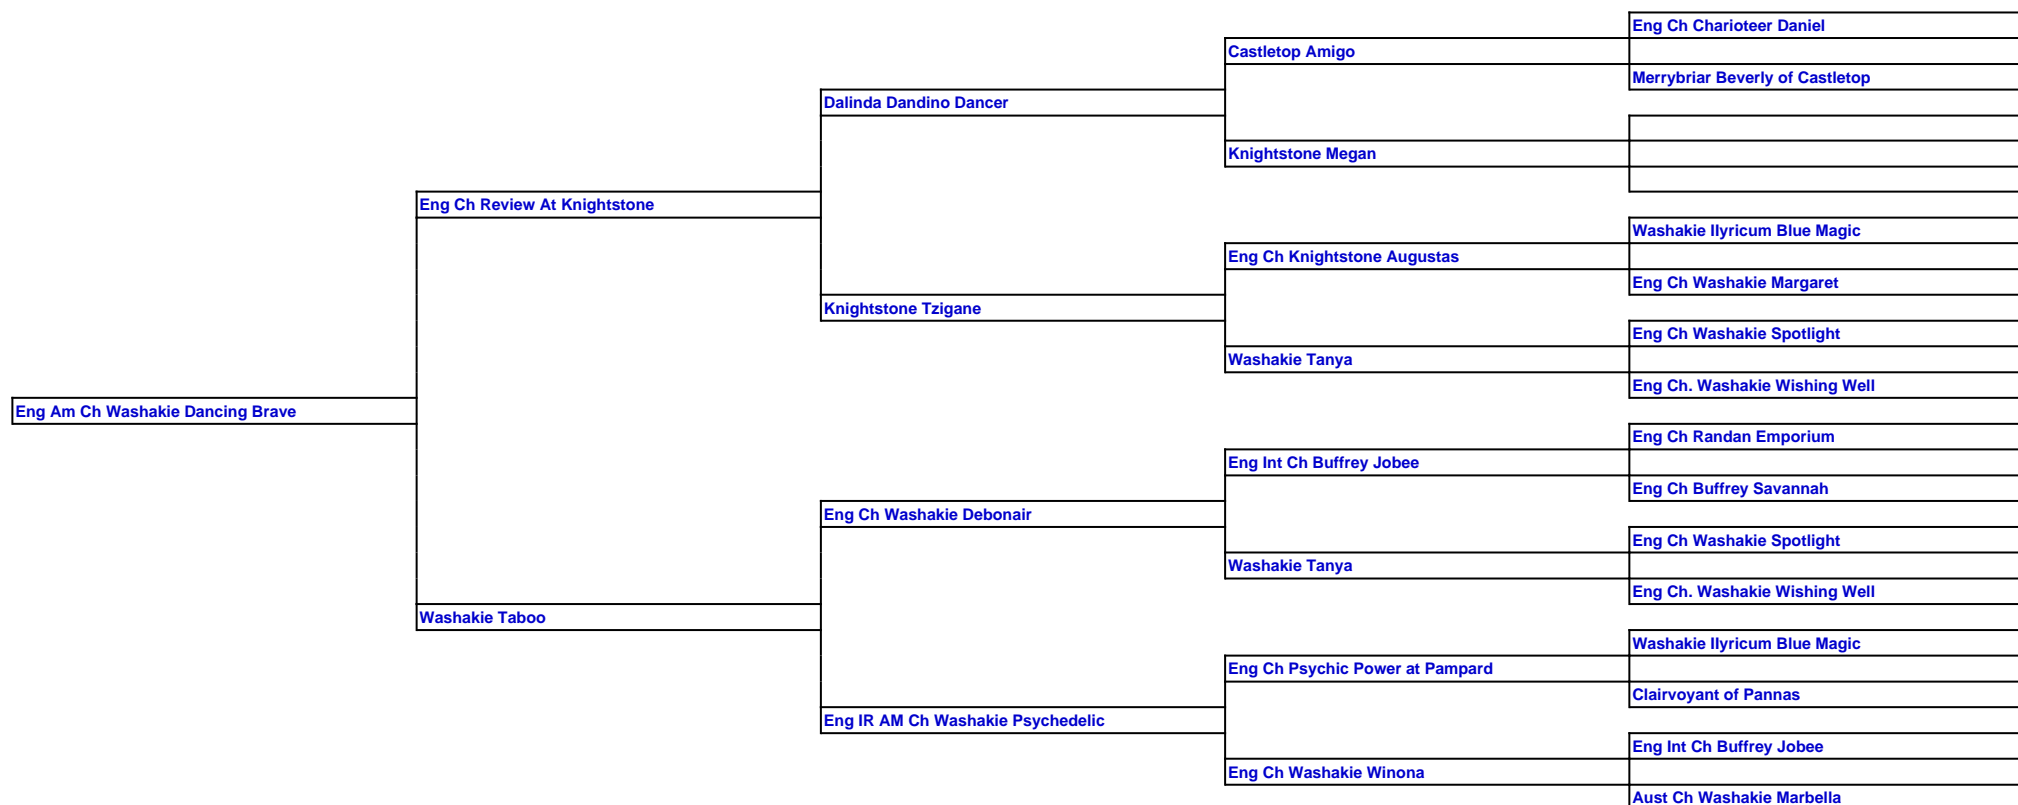 Eng Ch Charioteer Daniel
Castletop Amigo
Merrybriar Beverly of Castletop
Dalinda Dandino Dancer
Knightstone Megan
Eng Ch Review At Knightstone
Washakie Ilyricum Blue Magic
Eng Ch Knightstone Augustas
Eng Ch Washakie Margaret
Knightstone Tzigane
Eng Ch Washakie Spotlight
Washakie Tanya
Eng Ch. Washakie Wishing Well
Eng Am Ch Washakie Dancing Brave
Eng Ch Randan Emporium
Eng Int Ch Buffrey Jobee
Eng Ch Buffrey Savannah
Eng Ch Washakie Debonair
Eng Ch Washakie Spotlight
Washakie Tanya
Eng Ch. Washakie Wishing Well
Washakie Taboo
Washakie Ilyricum Blue Magic
Eng Ch Psychic Power at Pampard
Clairvoyant of Pannas
Eng IR AM Ch Washakie Psychedelic
Eng Int Ch Buffrey Jobee
Eng Ch Washakie Winona
Aust Ch Washakie Marbella